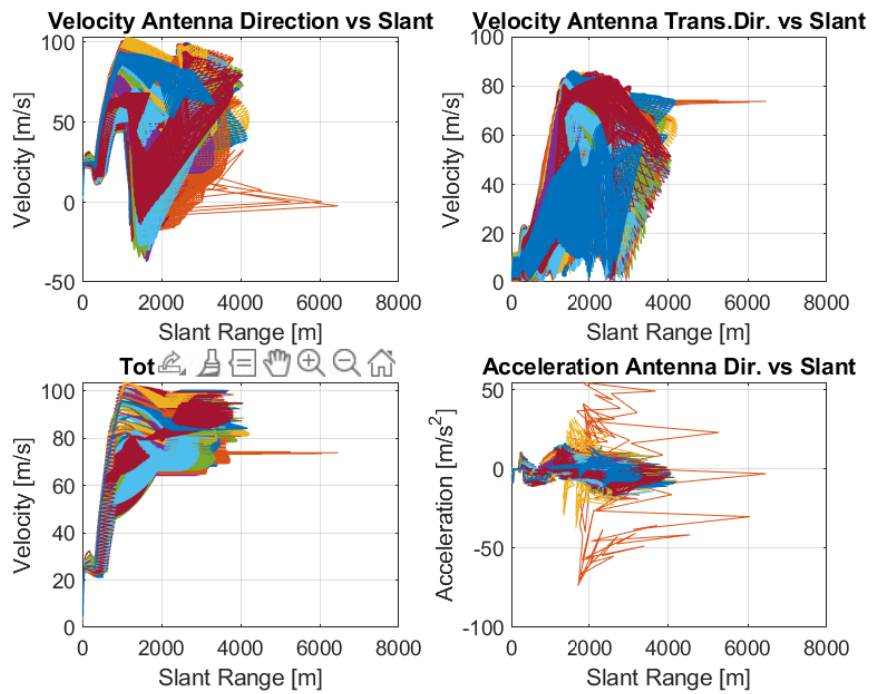 Velocity Antenna Direction vs Slant
100
50
0
-50
Velocity [m/s]
0 2000 4000 6000 8000
Slant Range [m]
Velocity Antenna Trans.Dir. vs Slant
100
80
60
40
20
0
Velocity [m/s]
0 2000 4000 6000 8000
Slant Range [m]
Tot
100
80
60
40
20
0
Velocity [m/s]
0 2000 4000 6000 8000
Slant Range [m]
Acceleration Antenna Dir. vs Slant
50
0
-50
-100
Acceleration [m/s²]
0 2000 4000 6000 8000
Slant Range [m]